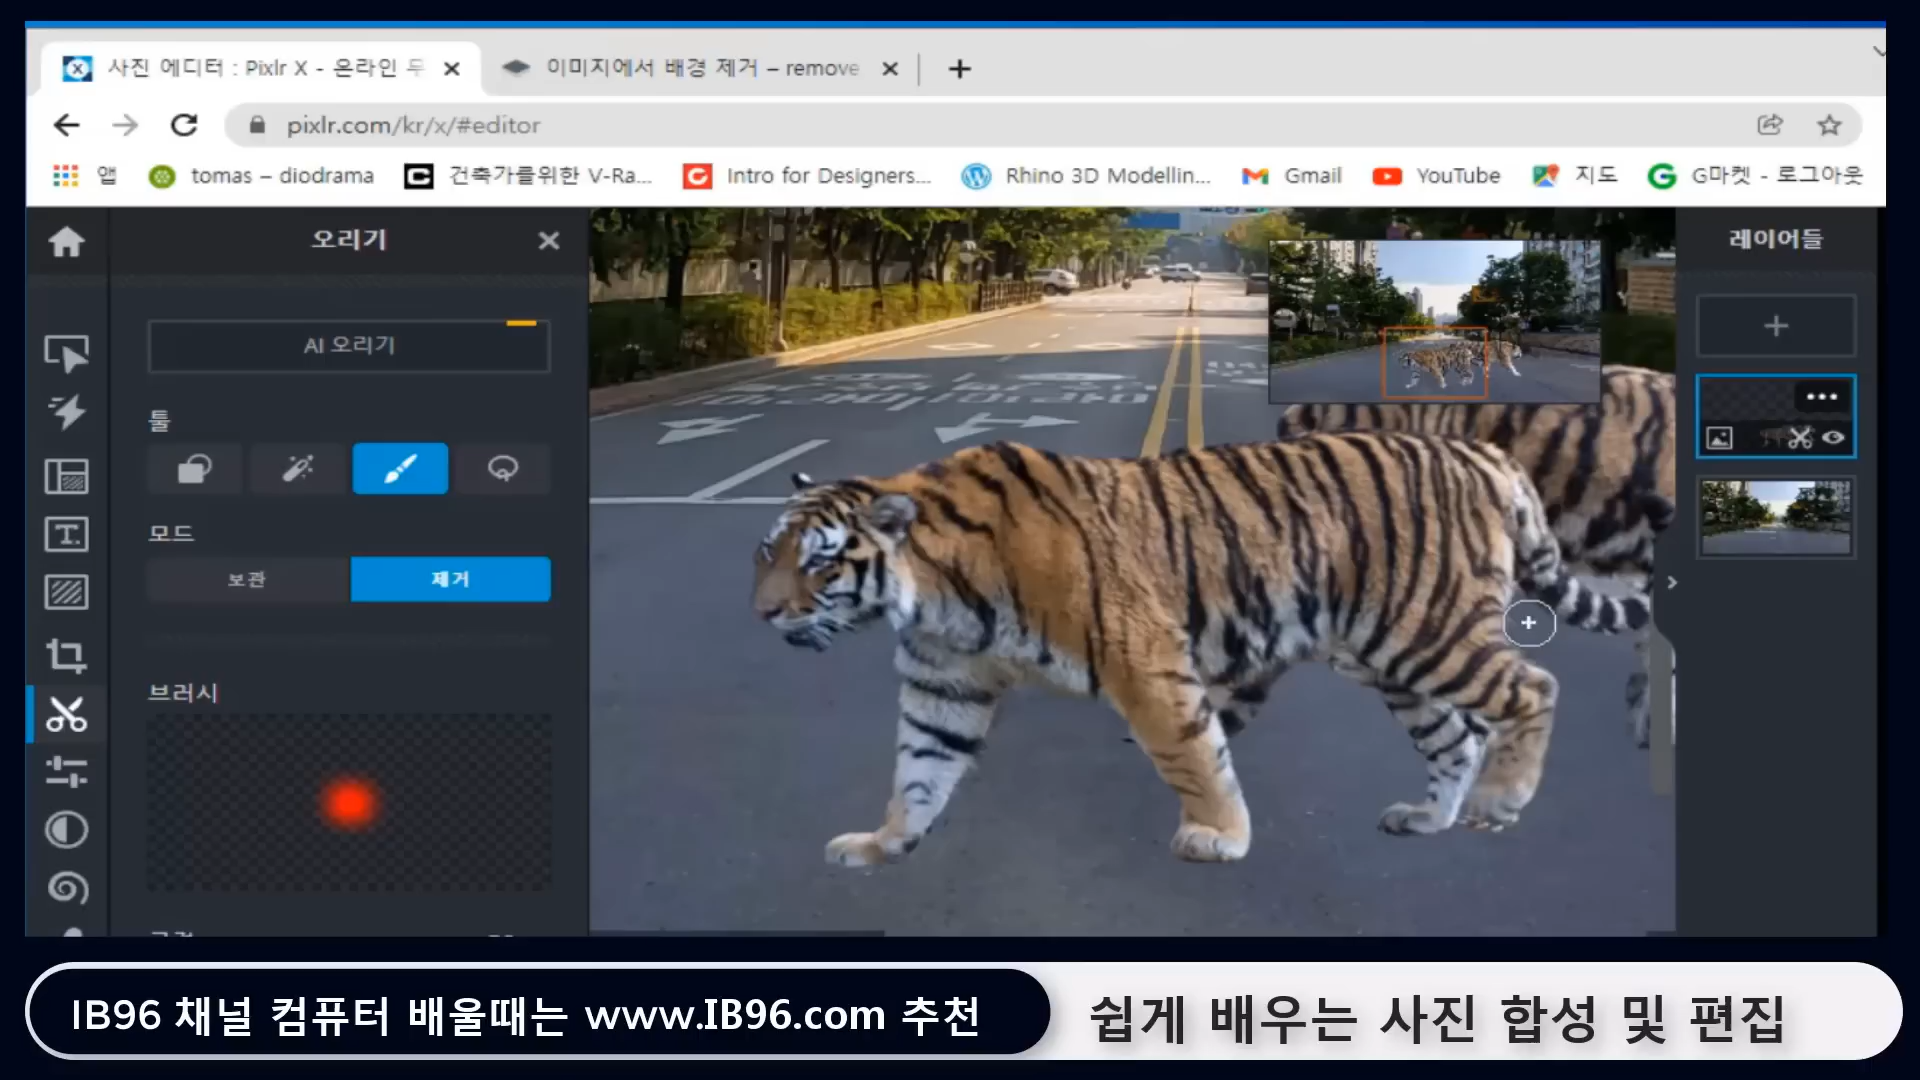 사진 에디터 : Pixlr X - 온라인 무
이미지에서 배경 제거 – remove
pixlr.com/kr/x/#editor
앱
tomas – diodrama
건축가를위한 V-Ra...
Intro for Designers...
Rhino 3D Modellin...
Gmail
YouTube
지도
G마켓 - 로그아웃
오리기
레이어들
AI 오리기
툴
모드
보관
제거
브러시
IB96 채널 컴퓨터 배울때는 www.IB96.com 추천
쉽게 배우는 사진 합성 및 편집